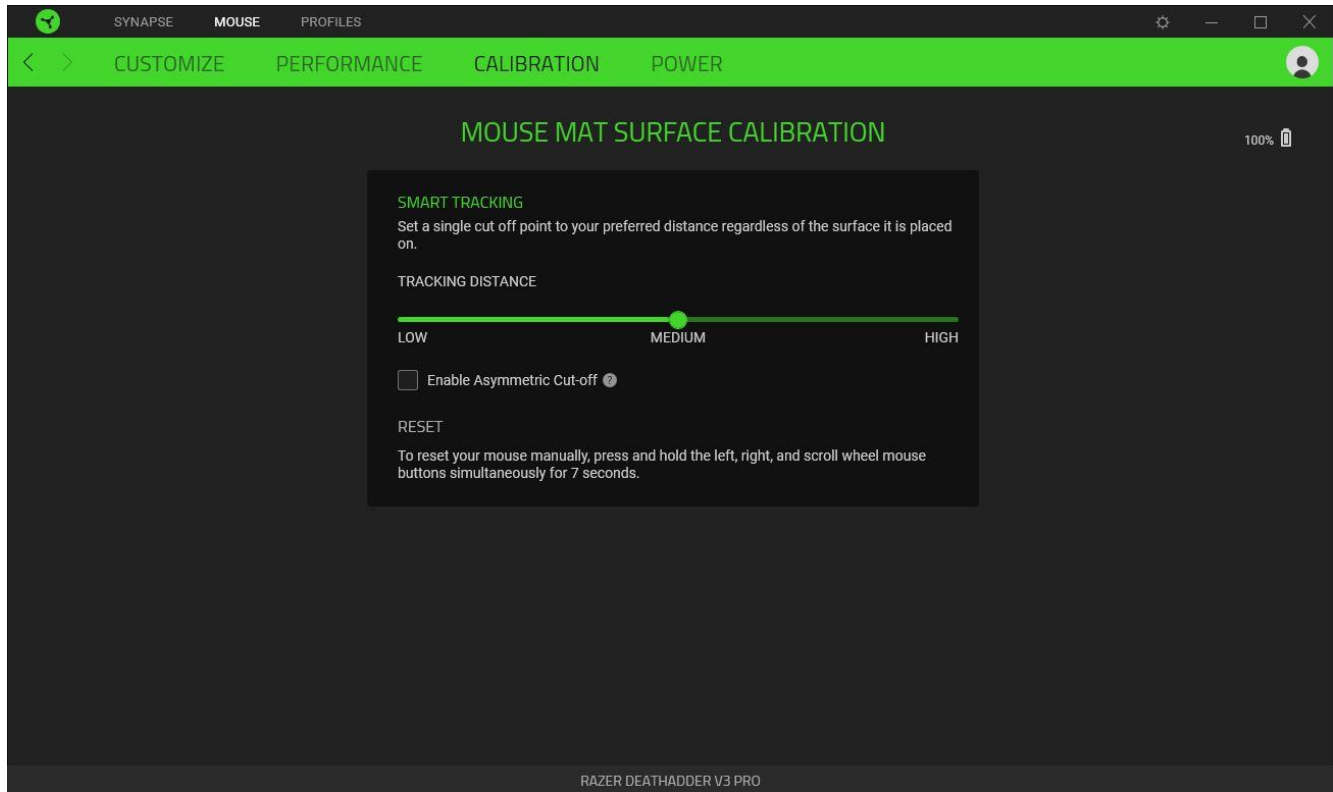 SYNAPSE MOUSE PROFILES
CUSTOMIZE PERFORMANCE CALIBRATION POWER
MOUSE MAT SURFACE CALIBRATION
100%
SMART TRACKING
Set a single cut off point to your preferred distance regardless of the surface it is placed
on.
TRACKING DISTANCE
LOW MEDIUM HIGH
Enable Asymmetric Cut-off ?
RESET
To reset your mouse manually, press and hold the left, right, and scroll wheel mouse
buttons simultaneously for 7 seconds.
RAZER DEATHADDER V3 PRO